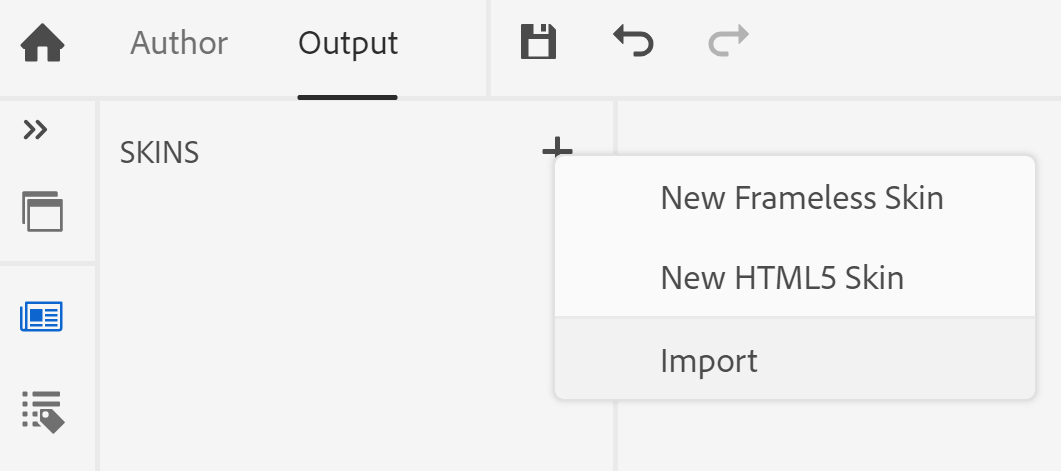 Author
Output
SKINS
New Frameless Skin
New HTML5 Skin
Import